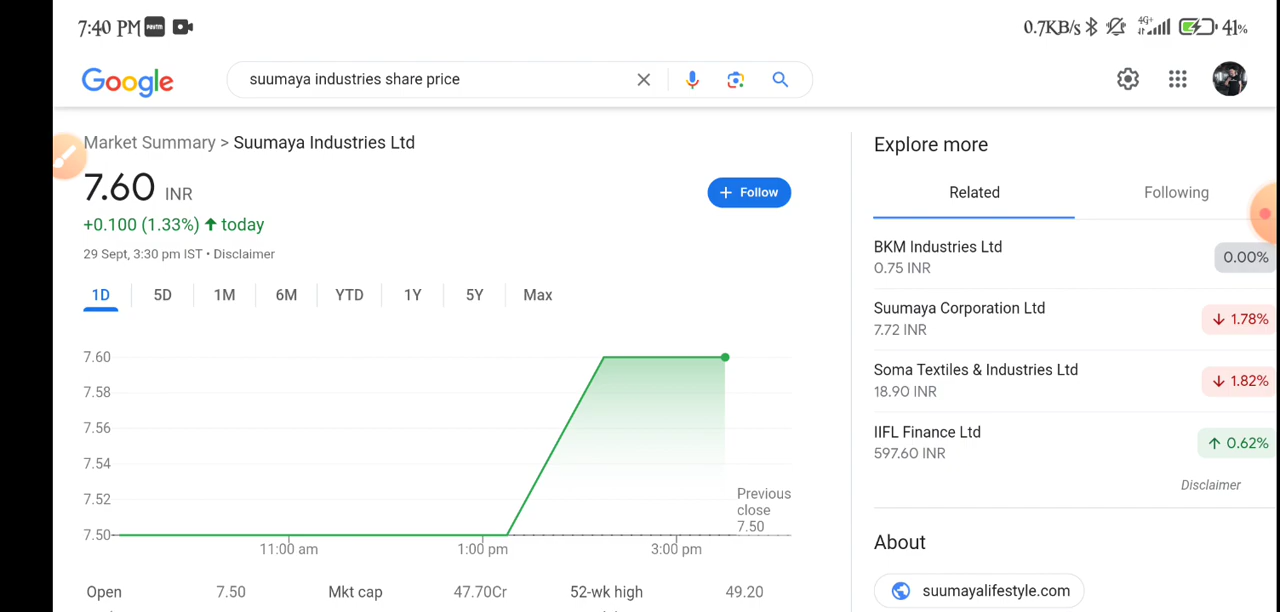 7:40 PM paytm
0.7KB/s 4G+ 41%
Google
suumaya industries share price
Market Summary > Suumaya Industries Ltd
7.60 INR
+ Follow
+0.100 (1.33%) ↑ today
29 Sept, 3:30 pm IST • Disclaimer
1D 5D 1M 6M YTD 1Y 5Y Max
7.60
7.58
7.56
7.54
7.52
7.50
Previous
close
7.50
11:00 am 1:00 pm 3:00 pm
Open 7.50 Mkt cap 47.70Cr 52-wk high 49.20
Explore more
Related Following
BKM Industries Ltd
0.75 INR
0.00%
Suumaya Corporation Ltd
7.72 INR
↓ 1.78%
Soma Textiles & Industries Ltd
18.90 INR
↓ 1.82%
IIFL Finance Ltd
597.60 INR
↑ 0.62%
Disclaimer
About
suumayalifestyle.com